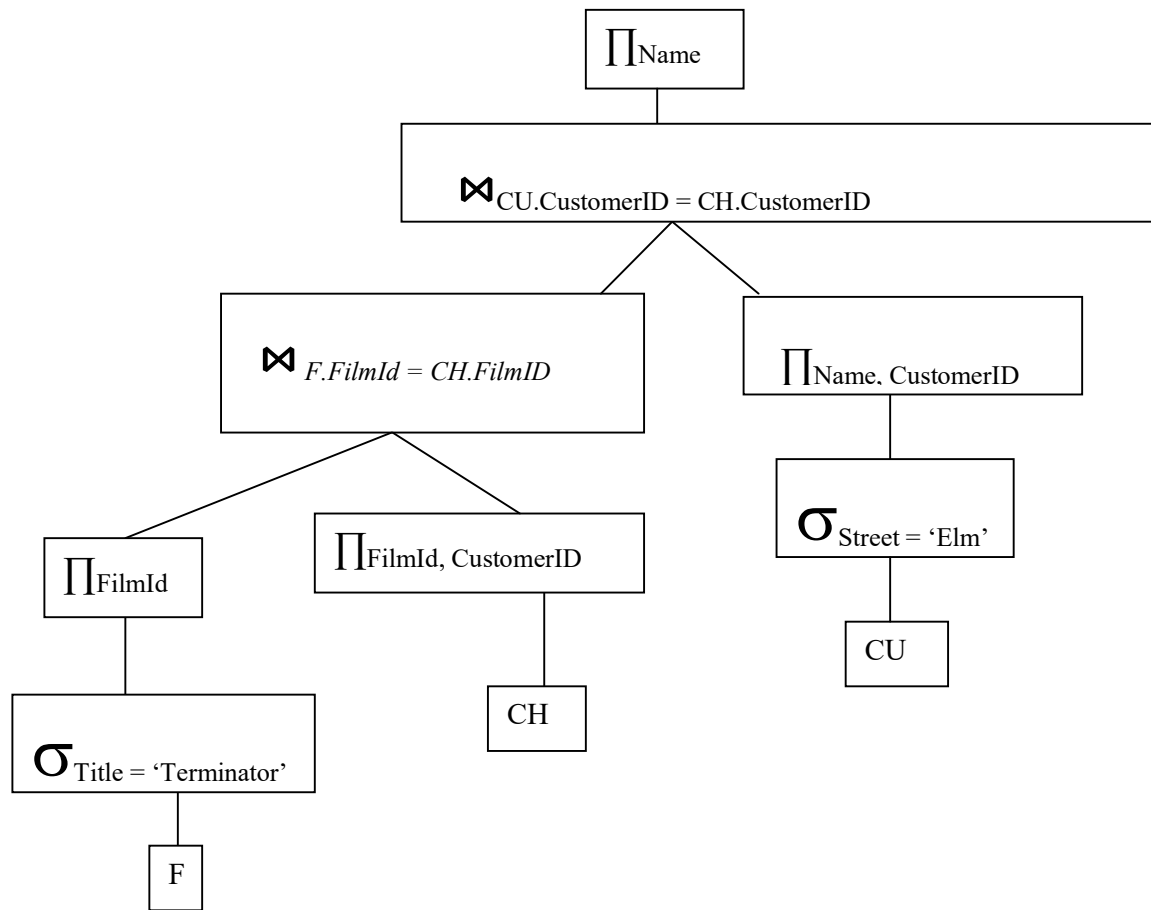 ∏Name
⋈CU.CustomerID = CH.CustomerID
⋈ F.FilmId = CH.FilmID
∏Name, CustomerID
σStreet = ‘Elm’
∏FilmId
∏FilmId, CustomerID
CU
CH
σTitle = ‘Terminator’
F